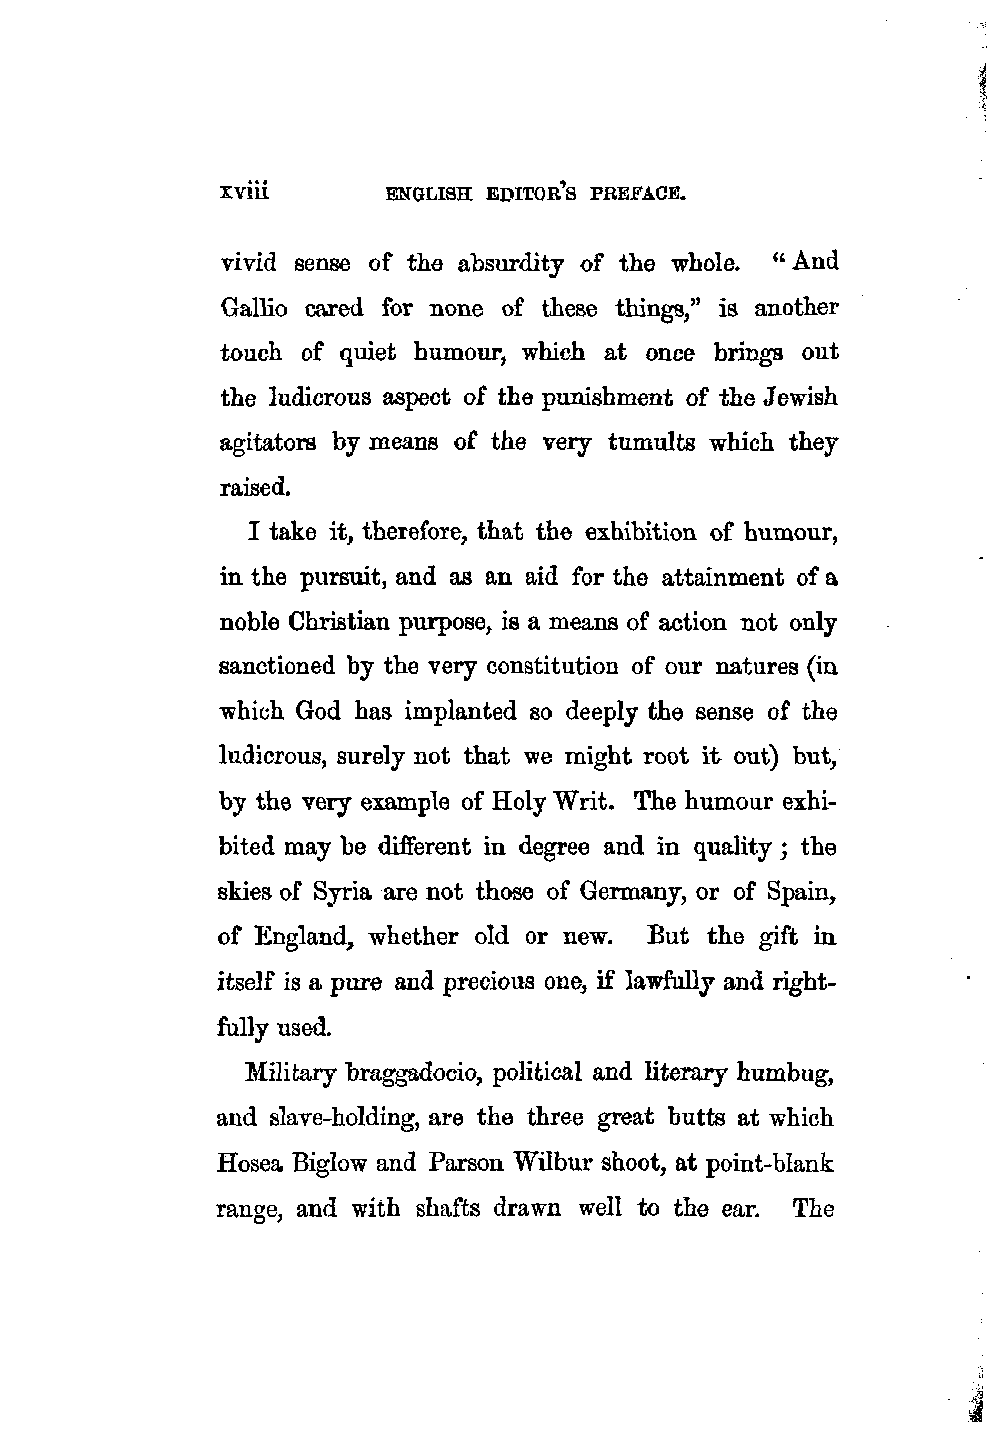 xviii ENGLISH EDITOR'S PREFACE.
vivid sense of the absurdity of the whole. "And
Gallio cared for none of these things," is another
touch of quiet humour, which at once brings out
the ludicrous aspect of the punishment of the Jewish
agitators by means of the very tumults which they
raised.
I take it, therefore, that the exhibition of humour,
in the pursuit, and as an aid for the attainment of a
noble Christian purpose, is a means of action not only
sanctioned by the very constitution of our natures (in
which God has implanted so deeply the sense of the
ludicrous, surely not that we might root it out) but,
by the very example of Holy Writ. The humour exhi-
bited may be different in degree and in quality; the
skies of Syria are not those of Germany, or of Spain,
of England, whether old or new. But the gift in
itself is a pure and precious one, if lawfully and right-
fully used.
Military braggadocio, political and literary humbug,
and slave-holding, are the three great butts at which
Hosea Biglow and Parson Wilbur shoot, at point-blank
range, and with shafts drawn well to the ear. The